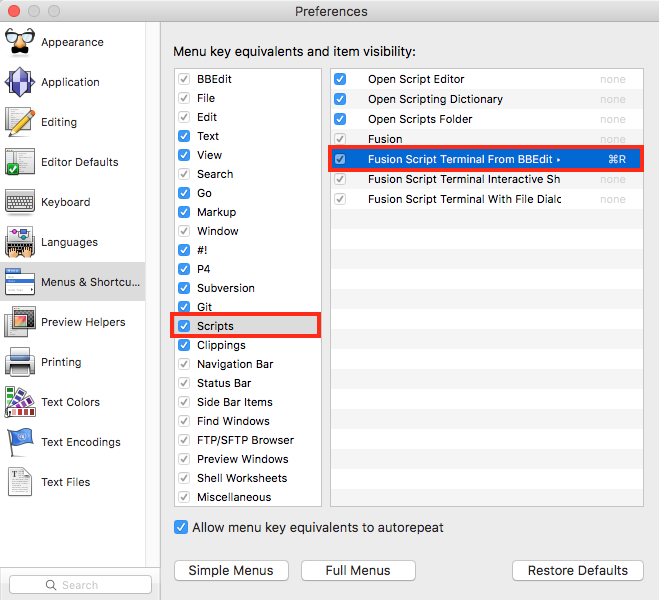 Preferences
Appearance
Application
Editing
Editor Defaults
Keyboard
Languages
Menus & Shortcu...
Preview Helpers
Printing
Text Colors
Text Encodings
Text Files
Search
Menu key equivalents and item visibility:
BBEdit
File
Edit
Text
View
Search
Go
Markup
Window
#!
P4
Subversion
Git
Scripts
Clippings
Navigation Bar
Status Bar
Side Bar Items
Find Windows
FTP/SFTP Browser
Preview Windows
Shell Worksheets
Miscellaneous
Open Script Editor none
Open Scripting Dictionary none
Open Scripts Folder none
Fusion none
Fusion Script Terminal From BBEdit ⌘R
Fusion Script Terminal Interactive Sh none
Fusion Script Terminal With File Dialo none
Allow menu key equivalents to autorepeat
Simple Menus
Full Menus
Restore Defaults